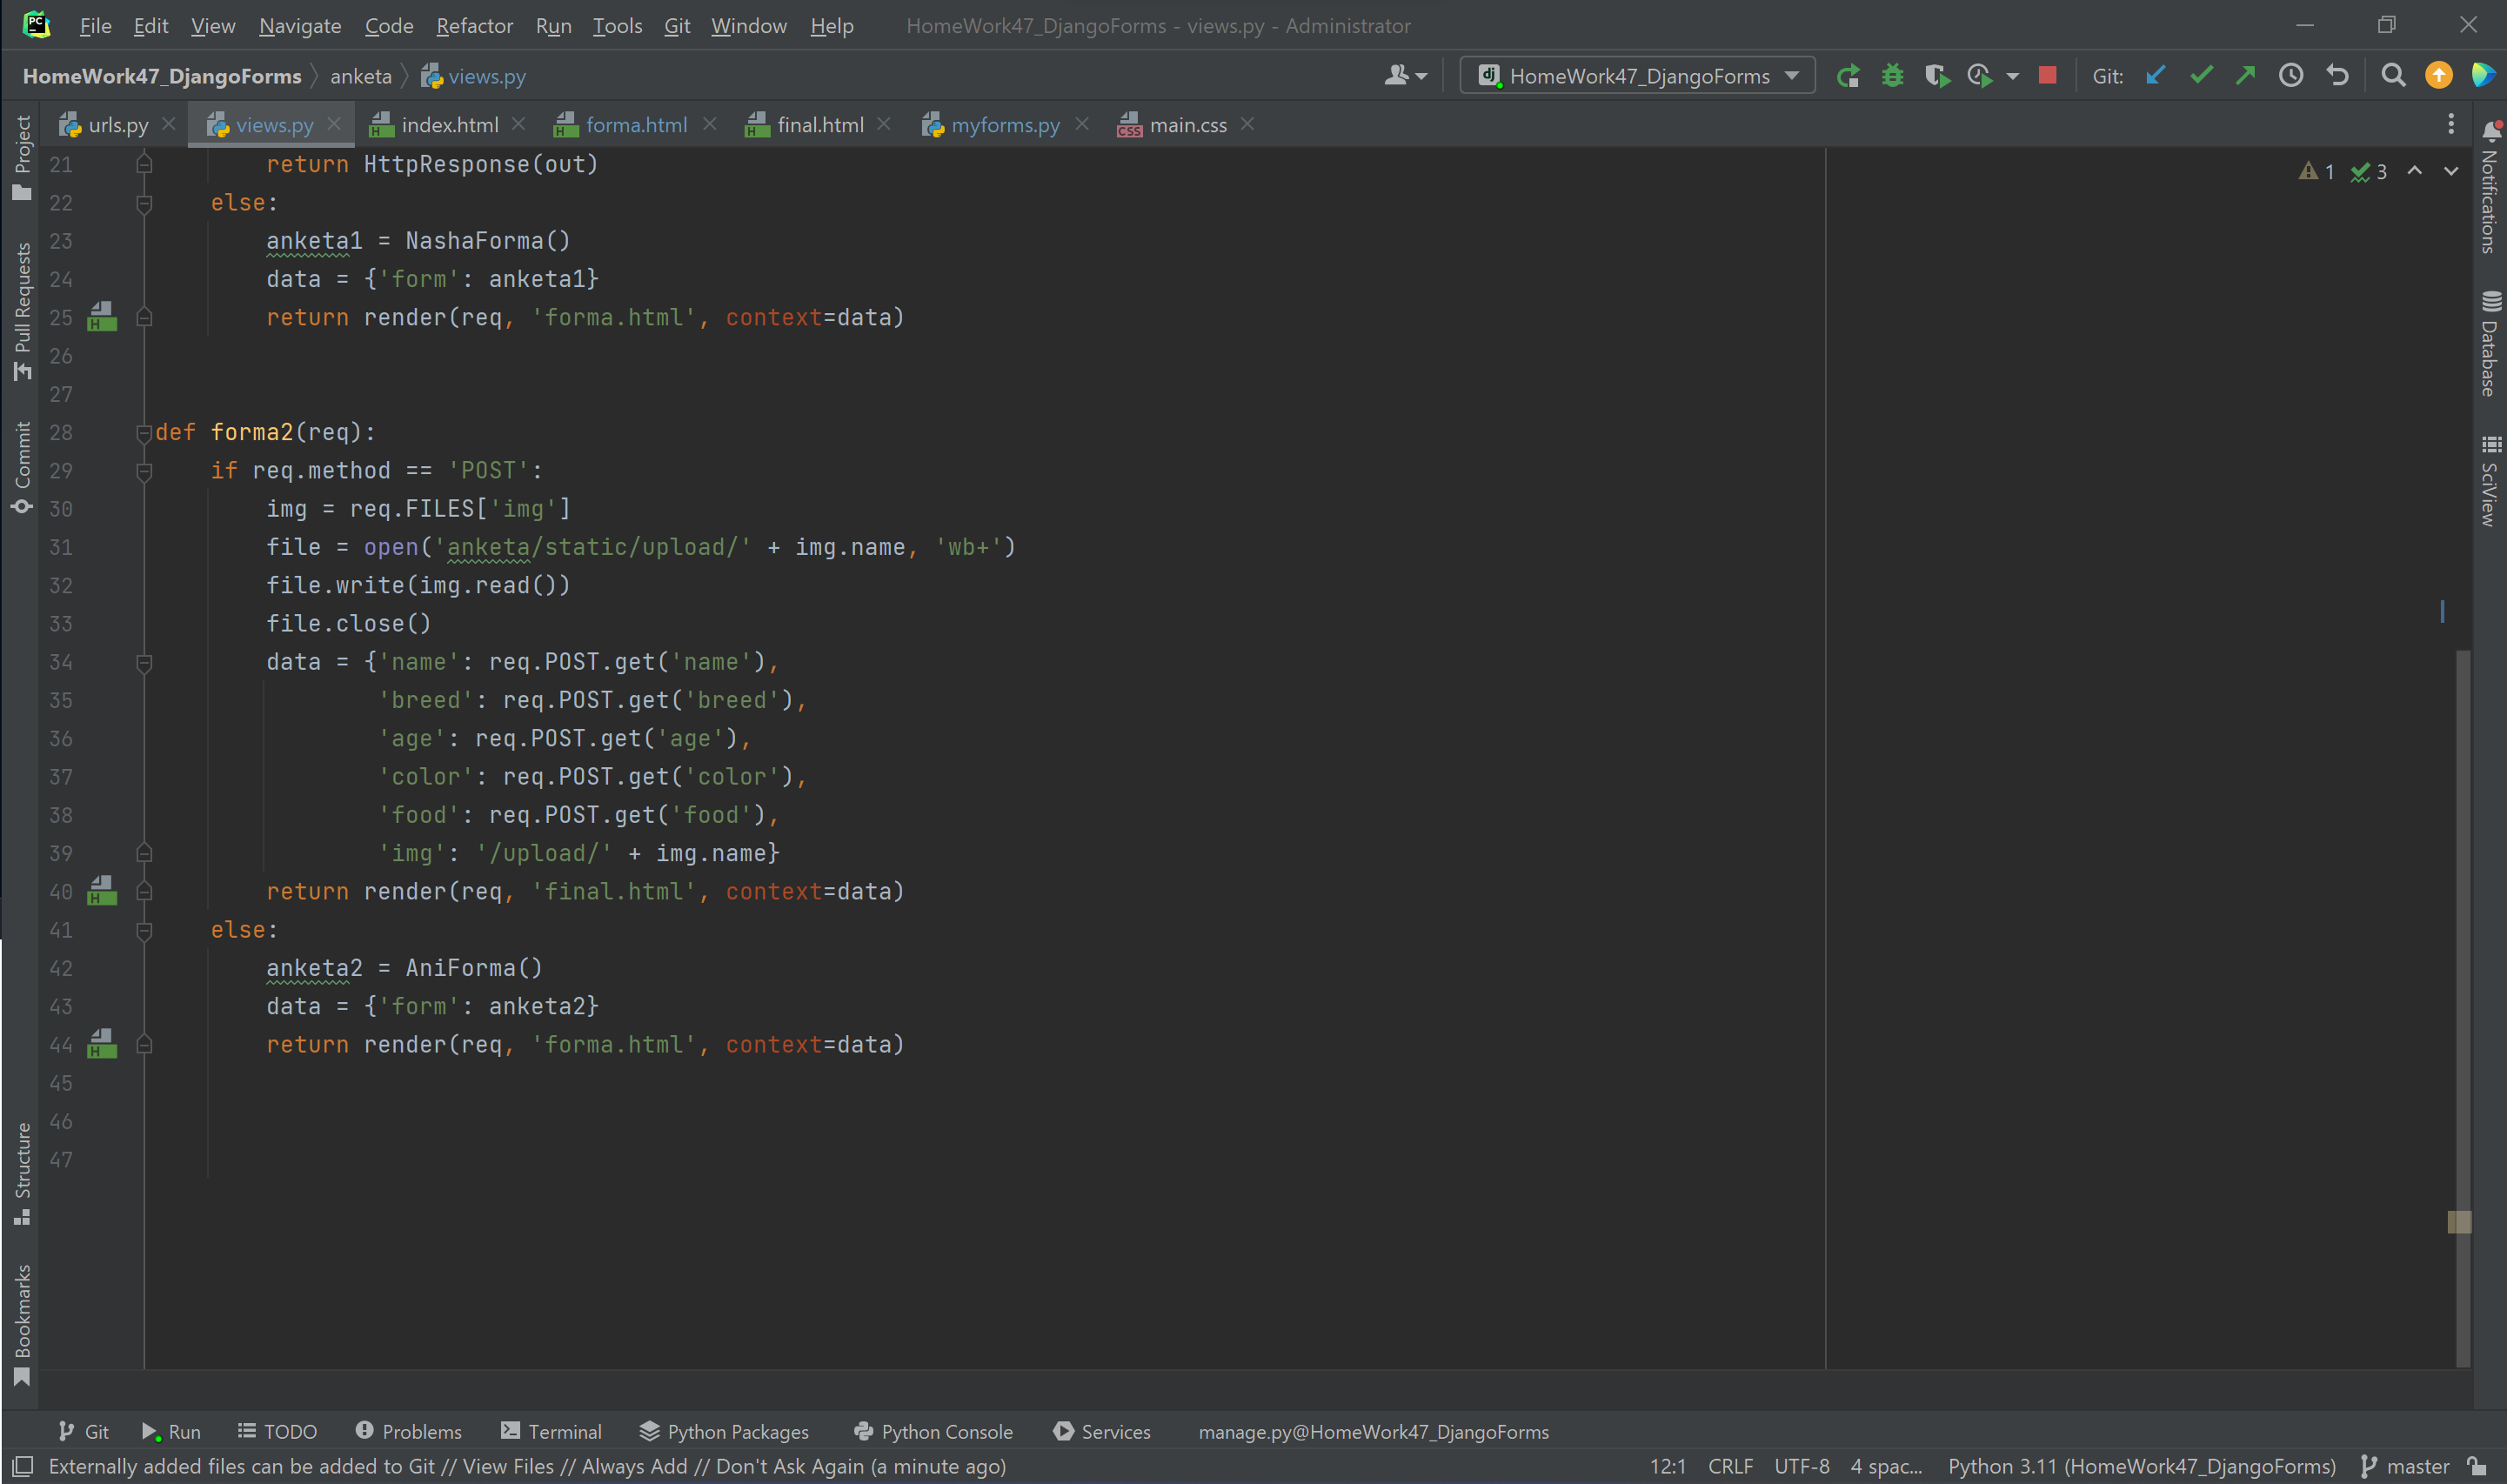 PC File Edit View Navigate Code Refactor Run Tools Git Window Help HomeWork47_DjangoForms - views.py - Administrator
HomeWork47_DjangoForms anketa views.py dj HomeWork47_DjangoForms Git:
urls.py views.py index.html forma.html final.html myforms.py main.css
21 return HttpResponse(out)
22 else:
23 anketa1 = NashaForma()
24 data = {'form': anketa1}
25 return render(req, 'forma.html', context=data)
26
27
28 def forma2(req):
29 if req.method == 'POST':
30 img = req.FILES['img']
31 file = open('anketa/static/upload/' + img.name, 'wb+')
32 file.write(img.read())
33 file.close()
34 data = {'name': req.POST.get('name'),
35 'breed': req.POST.get('breed'),
36 'age': req.POST.get('age'),
37 'color': req.POST.get('color'),
38 'food': req.POST.get('food'),
39 'img': '/upload/' + img.name}
40 return render(req, 'final.html', context=data)
41 else:
42 anketa2 = AniForma()
43 data = {'form': anketa2}
44 return render(req, 'forma.html', context=data)
45
46
47
1 3
Project
Pull Requests
Commit
Structure
Bookmarks
Notifications
Database
SciView
Git Run TODO Problems Terminal Python Packages Python Console Services manage.py@HomeWork47_DjangoForms
Externally added files can be added to Git // View Files // Always Add // Don't Ask Again (a minute ago) 12:1 CRLF UTF-8 4 spac... Python 3.11 (HomeWork47_DjangoForms) master